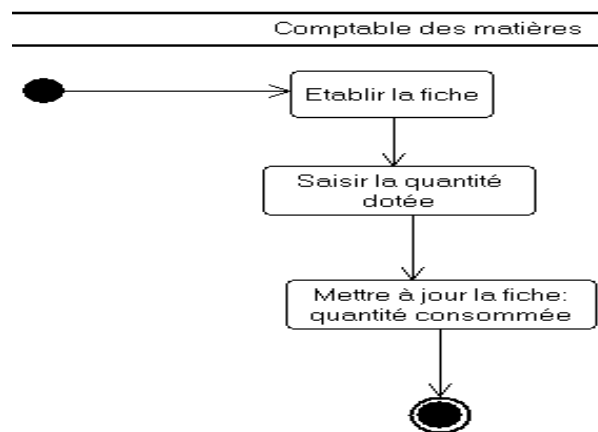 Comptable des matières
Etablir la fiche
Saisir la quantité
dotée
Mettre à jour la fiche:
quantité consommée